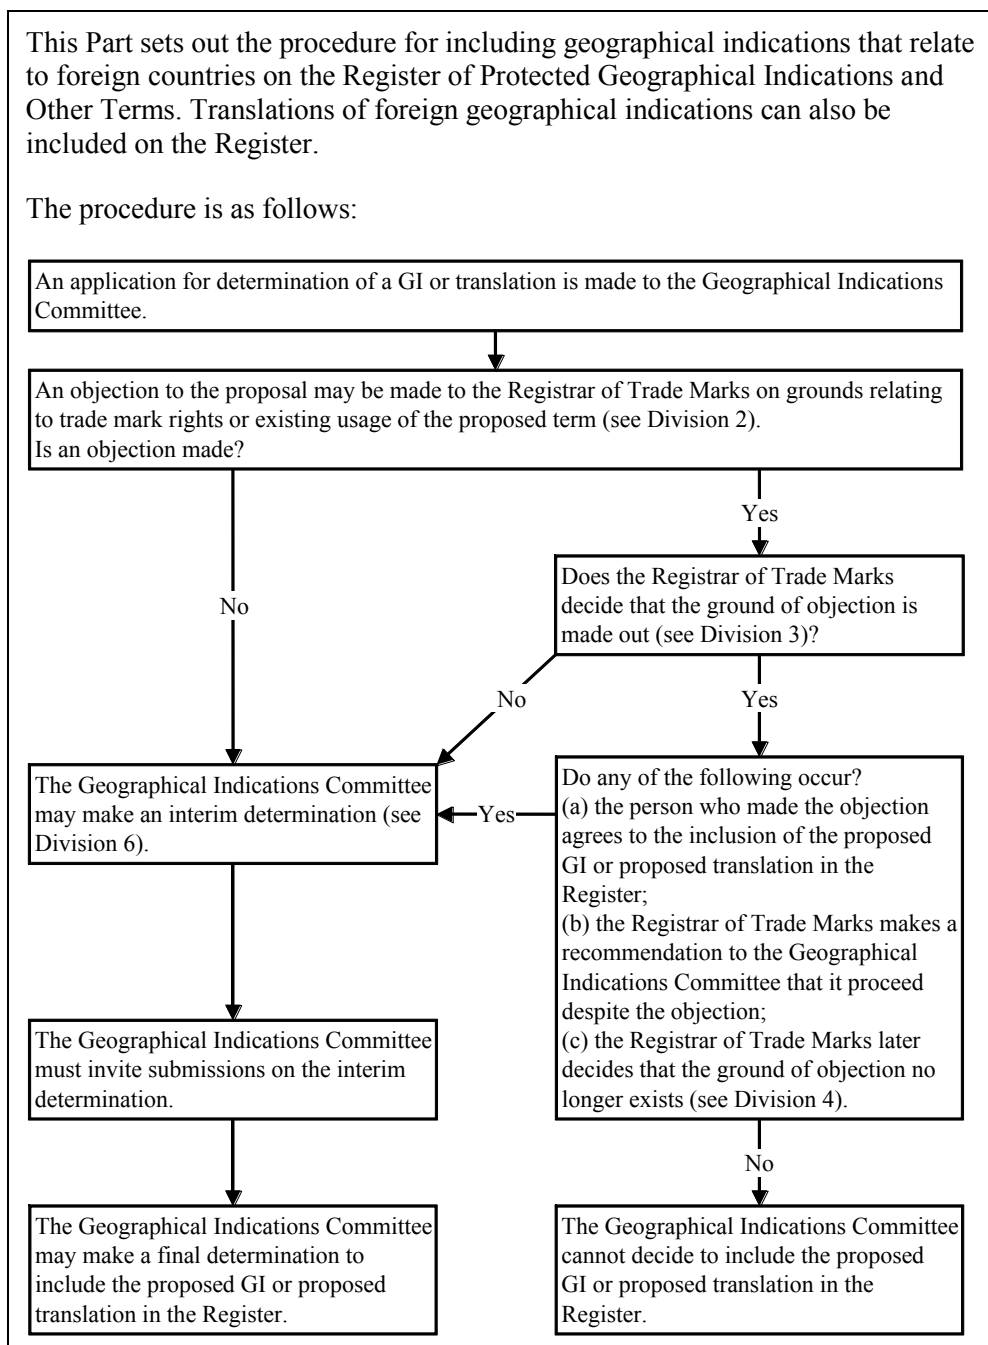 This Part sets out the procedure for including geographical indications that relate
to foreign countries on the Register of Protected Geographical Indications and
Other Terms. Translations of foreign geographical indications can also be
included on the Register.
The procedure is as follows:
An application for determination of a GI or translation is made to the Geographical Indications
Committee.
An objection to the proposal may be made to the Registrar of Trade Marks on grounds relating
to trade mark rights or existing usage of the proposed term (see Division 2).
Is an objection made?
Yes
Does the Registrar of Trade Marks
decide that the ground of objection is
made out (see Division 3)?
No
No
Yes
The Geographical Indications Committee
may make an interim determination (see
Division 6).
Yes
Do any of the following occur?
(a) the person who made the objection
agrees to the inclusion of the proposed
GI or proposed translation in the
Register;
(b) the Registrar of Trade Marks makes a
recommendation to the Geographical
Indications Committee that it proceed
despite the objection;
(c) the Registrar of Trade Marks later
decides that the ground of objection no
longer exists (see Division 4).
The Geographical Indications Committee
must invite submissions on the interim
determination.
No
The Geographical Indications Committee
may make a final determination to
include the proposed GI or proposed
translation in the Register.
The Geographical Indications Committee
cannot decide to include the proposed
GI or proposed translation in the
Register.